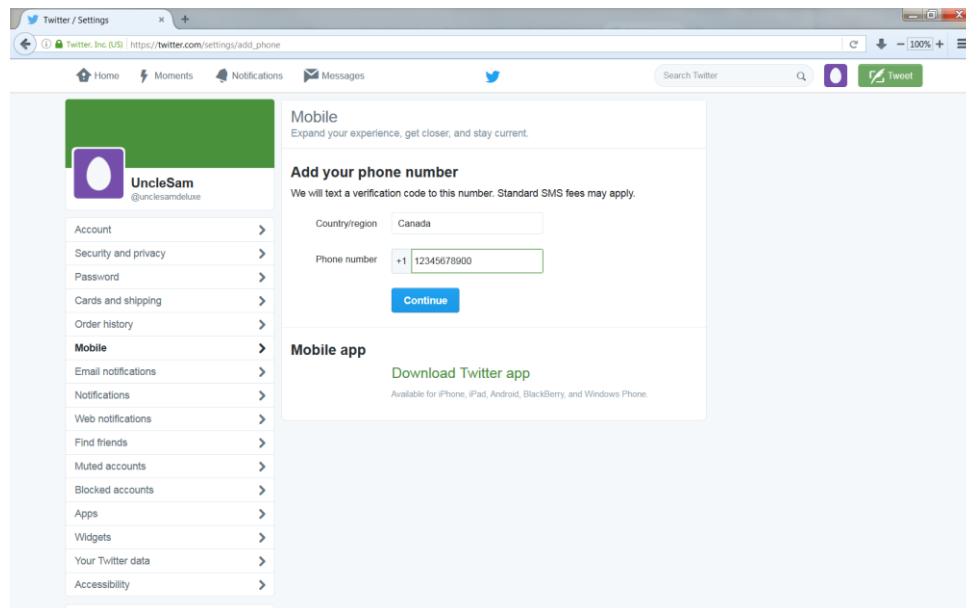 Twitter / Settings
Twitter, Inc. (US) https://twitter.com/settings/add_phone
100%
Home Moments Notifications Messages Search Twitter Tweet
UncleSam
@unclesamdeluxe
Account
Security and privacy
Password
Cards and shipping
Order history
Mobile
Email notifications
Notifications
Web notifications
Find friends
Muted accounts
Blocked accounts
Apps
Widgets
Your Twitter data
Accessibility
Mobile
Expand your experience, get closer, and stay current.
Add your phone number
We will text a verification code to this number. Standard SMS fees may apply.
Country/region Canada
Phone number +1 12345678900
Continue
Mobile app
Download Twitter app
Available for iPhone, iPad, Android, BlackBerry, and Windows Phone.